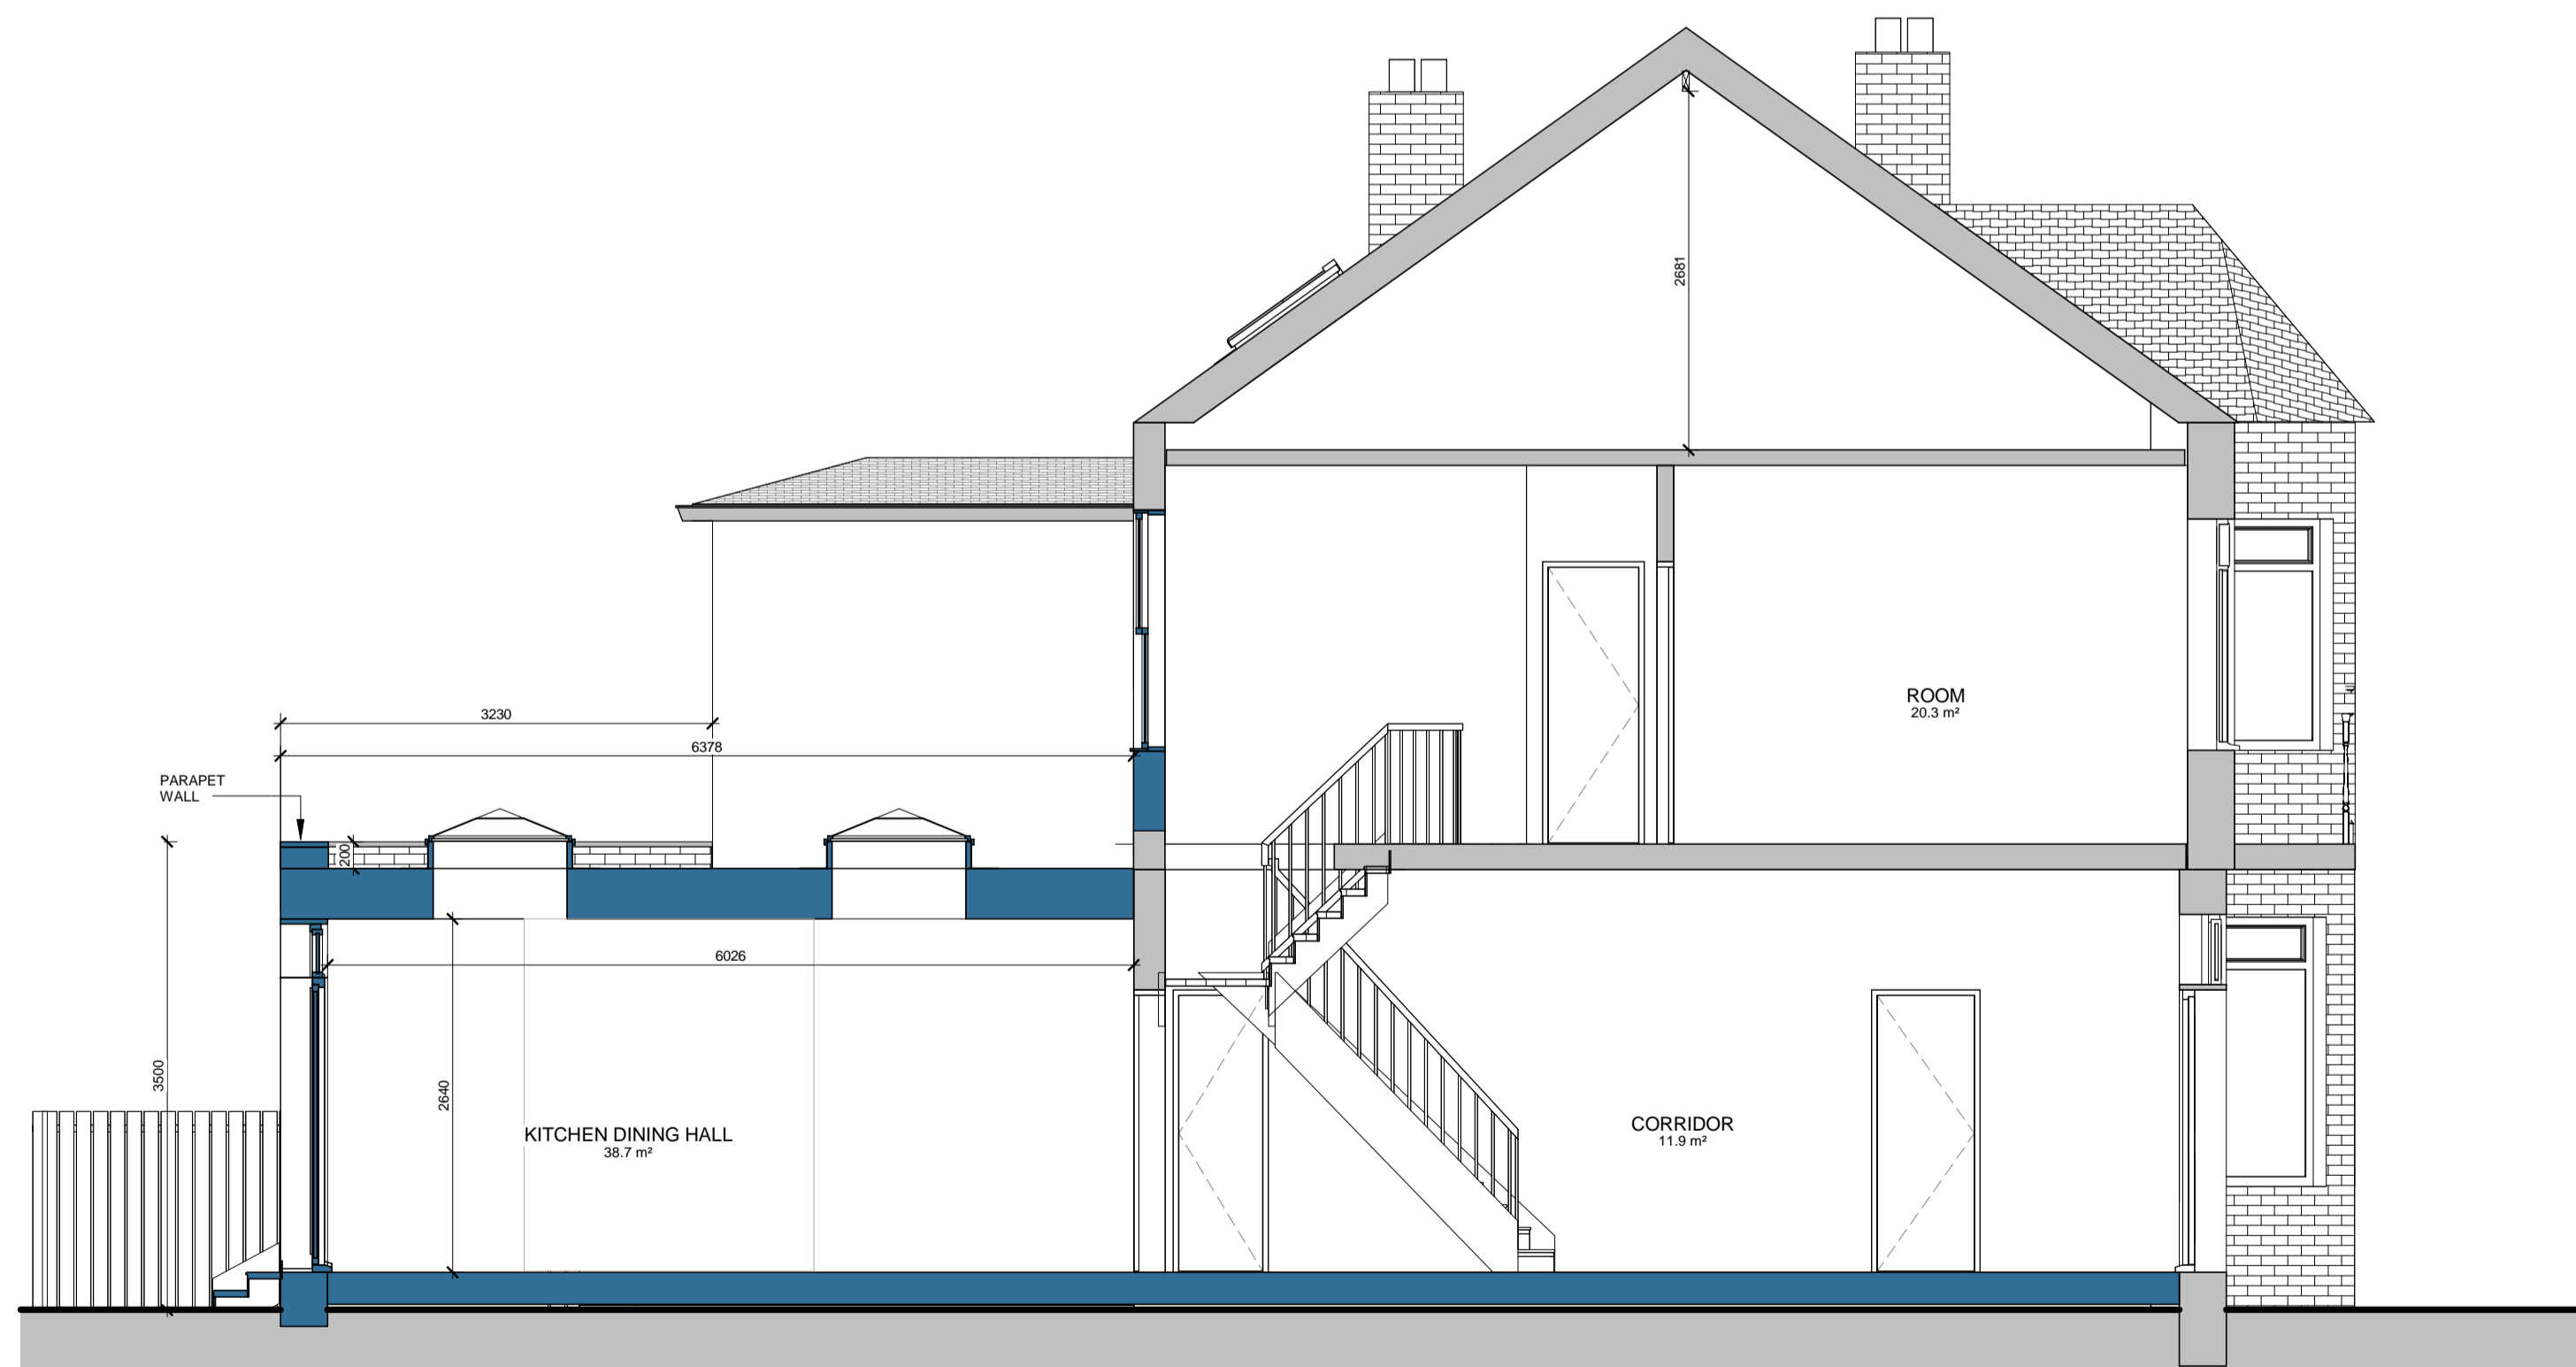 2681
ROOM
20.3 m²
3230
6378
PARAPET
WALL
200
6026
3500
2640
KITCHEN DINING HALL
38.7 m²
CORRIDOR
11.9 m²